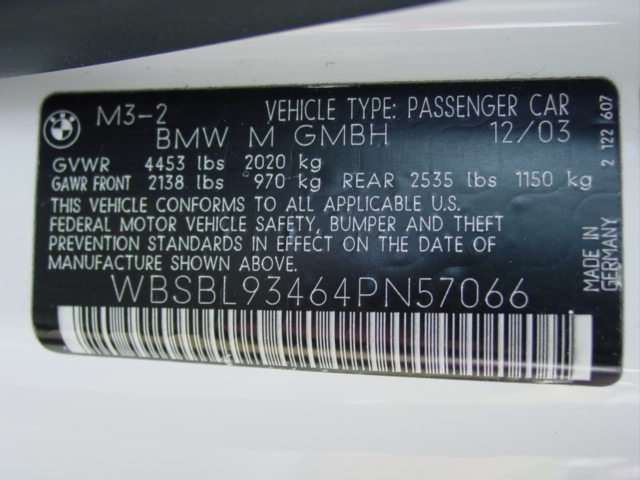 BMW
M3-2 VEHICLE TYPE: PASSENGER CAR
BMW M GMBH 12/03
GVWR 4453 lbs 2020 kg
GAWR FRONT 2138 lbs 970 kg REAR 2535 lbs 1150 kg
THIS VEHICLE CONFORMS TO ALL APPLICABLE U.S.
FEDERAL MOTOR VEHICLE SAFETY, BUMPER AND THEFT
PREVENTION STANDARDS IN EFFECT ON THE DATE OF
MANUFACTURE SHOWN ABOVE.
WBSBL93464PN57066
2 122 607
MADE IN
GERMANY